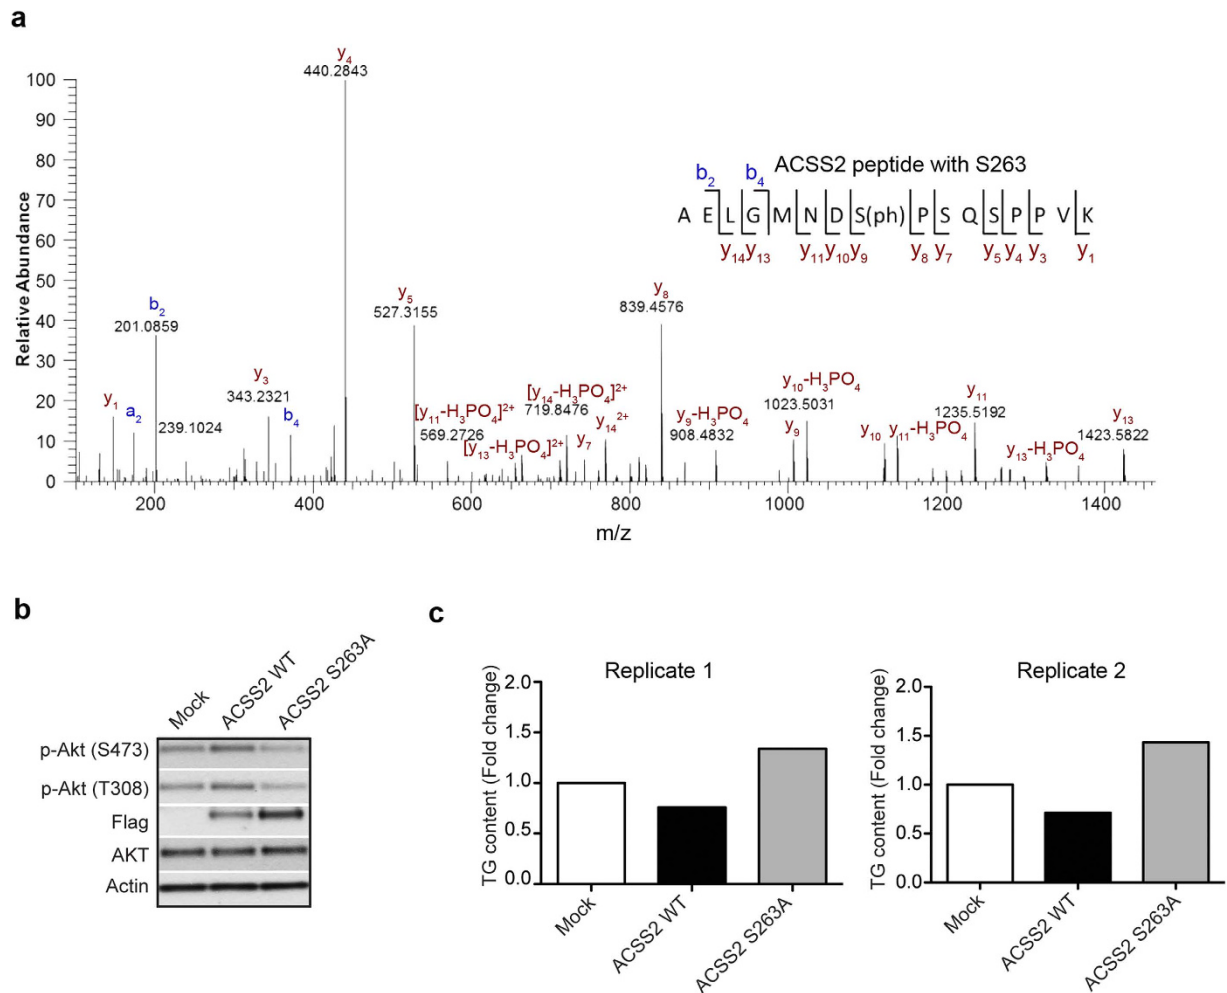 a
y4
440.2843
100
90
80
70
60
50
40
30
20
10
0
Relative Abundance
ACSS2 peptide with S263
b2 b4
A E L G M N D S(ph) P S Q S P P V K
y14 y13 y11 y10 y9 y8 y7 y5 y4 y3 y1
y5
527.3155
y8
839.4576
b2
201.0859
y1
a2
239.1024
y3
343.2321
b4
[y11-H3PO4]2+
569.2726
[y13-H3PO4]2+
[y14-H3PO4]2+
719.8476
y7
y14 2+
y9-H3PO4
908.4832
y10-H3PO4
1023.5031
y9
y10
y11-H3PO4
y11
1235.5192
y13-H3PO4
y13
1423.5822
200 400 600 800 1000 1200 1400
m/z
b
Mock
ACSS2 WT
ACSS2 S263A
p-Akt (S473)
p-Akt (T308)
Flag
AKT
Actin
c
Replicate 1
TG content (Fold change)
2.0
1.5
1.0
0.5
0.0
Mock
ACSS2 WT
ACSS2 S263A
Replicate 2
TG content (Fold change)
2.0
1.5
1.0
0.5
0.0
Mock
ACSS2 WT
ACSS2 S263A